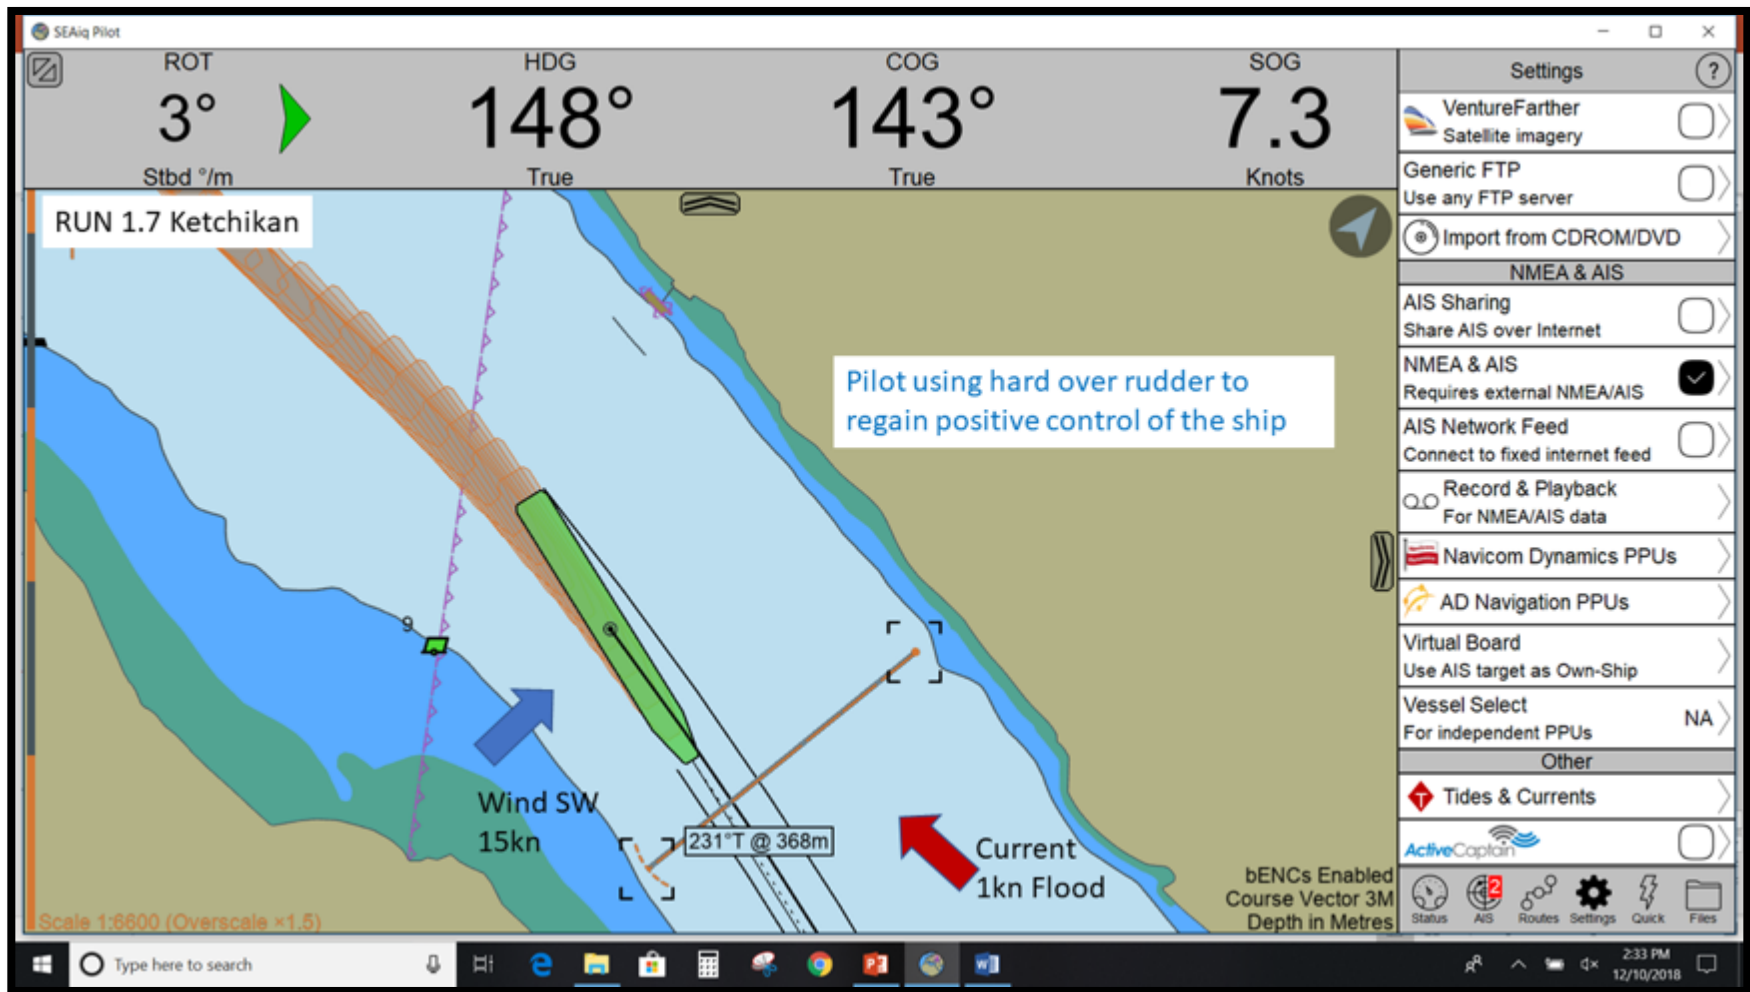 SEAiq Pilot
ROT
3°
Stbd °/m
HDG
148°
True
COG
143°
True
SOG
7.3
Knots
RUN 1.7 Ketchikan
Pilot using hard over rudder to
regain positive control of the ship
9
Wind SW
15kn
231°T @ 368m
Current
1kn Flood
bENCs Enabled
Course Vector 3M
Depth in Metres
Scale 1:6600 (Overscale ×1.5)
Settings
?
VentureFarther
Satellite imagery
Generic FTP
Use any FTP server
Import from CDROM/DVD
NMEA & AIS
AIS Sharing
Share AIS over Internet
NMEA & AIS
Requires external NMEA/AIS
AIS Network Feed
Connect to fixed internet feed
Record & Playback
For NMEA/AIS data
Navicom Dynamics PPUs
AD Navigation PPUs
Virtual Board
Use AIS target as Own-Ship
Vessel Select
For independent PPUs
NA
Other
T
Tides & Currents
ActiveCaptain
2
Status
AIS
Routes
Settings
Quick
Files
Type here to search
2:33 PM
12/10/2018